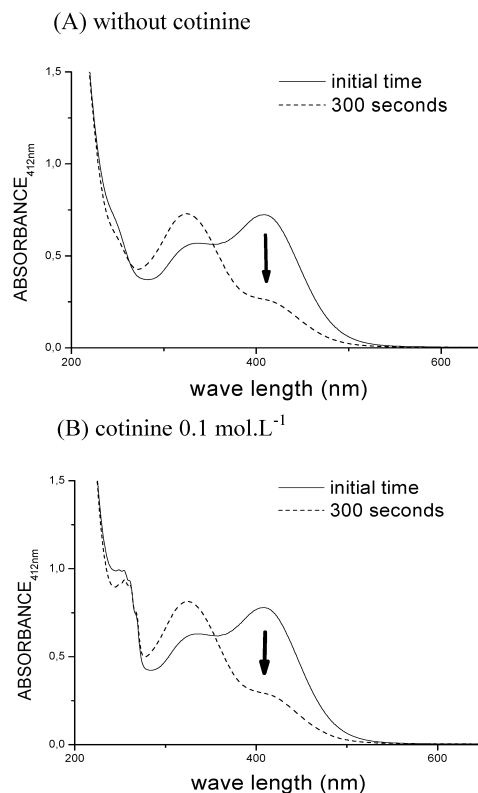 (A) without cotinine
initial time
300 seconds
1,5
1,0
0,5
0,0
ABSORBANCE412nm
200
400
600
wave length (nm)
(B) cotinine 0.1 mol.L-1
initial time
300 seconds
1,5
1,0
0,5
0,0
ABSORBANCE412nm
200
400
600
wave length (nm)